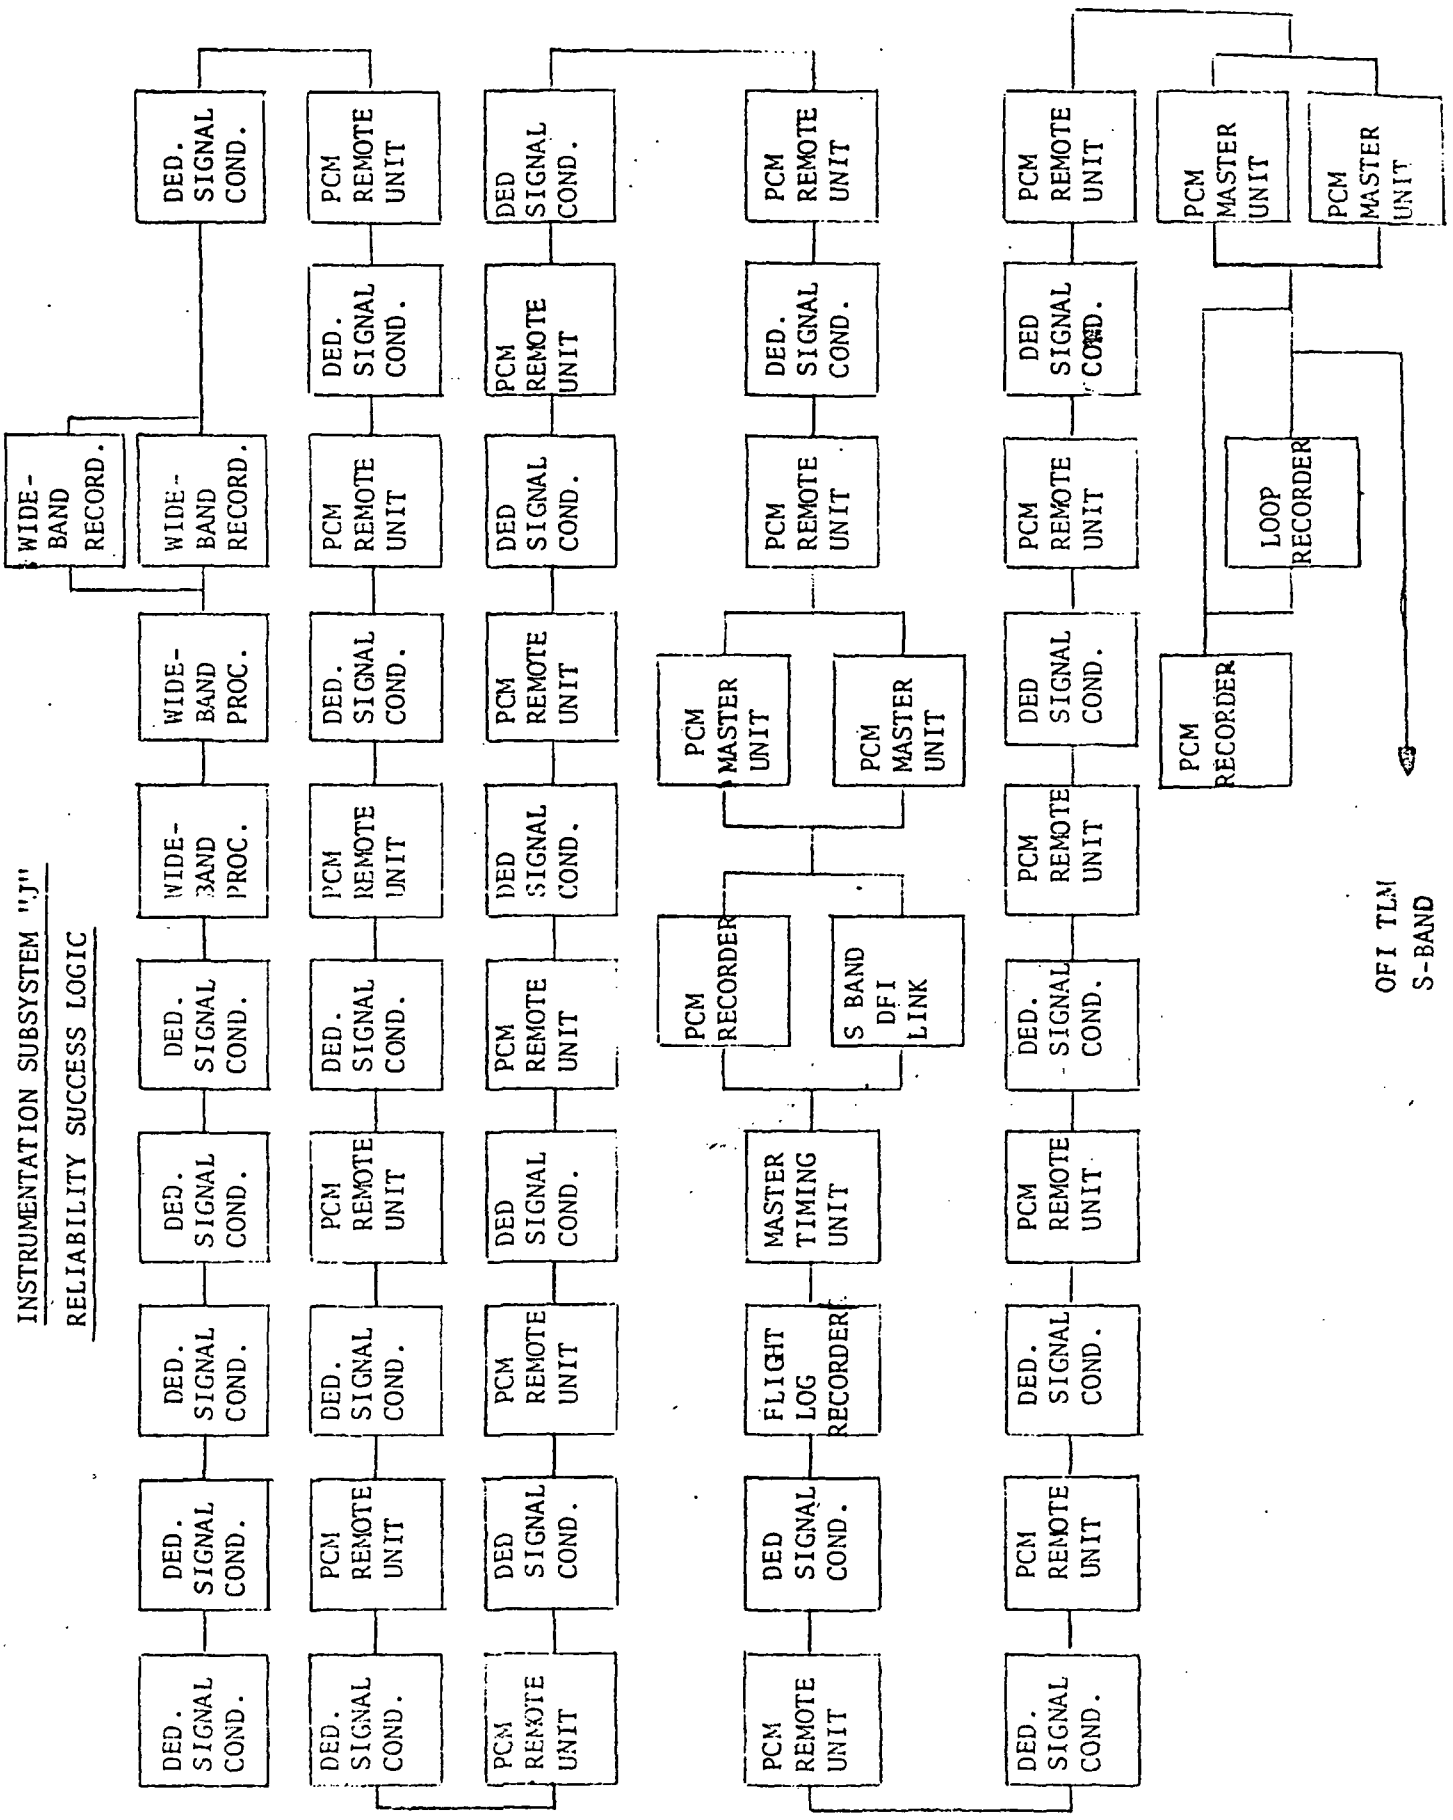 INSTRUMENTATION SUBSYSTEM "J"
RELIABILITY SUCCESS LOGIC
WIDE-
BAND
RECORD.
DED.
SIGNAL
COND.
DED.
SIGNAL
COND.
DED.
SIGNAL
COND.
DED.
SIGNAL
COND.
DED.
SIGNAL
COND.
WIDE-
BAND
PROC.
WIDE-
BAND
PROC.
WIDE-
BAND
RECORD.
DED.
SIGNAL
COND.
DED.
SIGNAL
COND.
PCM
REMOTE
UNIT
DED.
SIGNAL
COND.
PCM
REMOTE
UNIT
DED.
SIGNAL
COND.
PCM
REMOTE
UNIT
DED.
SIGNAL
COND.
PCM
REMOTE
UNIT
DED.
SIGNAL
COND.
PCM
REMOTE
UNIT
PCM
REMOTE
UNIT
DED
SIGNAL
COND.
PCM
REMOTE
UNIT
DED
SIGNAL
COND.
PCM
REMOTE
UNIT
DED
SIGNAL
COND.
PCM
REMOTE
UNIT
DED
SIGNAL
COND.
PCM
REMOTE
UNIT
DED
SIGNAL
COND.
PCM
REMOTE
UNIT
DED
SIGNAL
COND.
FLIGHT
LOG
RECORDER
MASTER
TIMING
UNIT
PCM
RECORDER
S BAND
DFI
LINK
PCM
MASTER
UNIT
PCM
MASTER
UNIT
PCM
REMOTE
UNIT
DED.
SIGNAL
COND.
PCM
REMOTE
UNIT
DED.
SIGNAL
COND.
PCM
REMOTE
UNIT
DED.
SIGNAL
COND.
PCM
REMOTE
UNIT
DED.
SIGNAL
COND.
PCM
REMOTE
UNIT
DED
SIGNAL
COND.
PCM
REMOTE
UNIT
DED
SIGNAL
COND.
PCM
REMOTE
UNIT
PCM
RECORDER
LOOP
RECORDER
PCM
MASTER
UNIT
PCM
MASTER
UNIT
OFI TLM
S-BAND